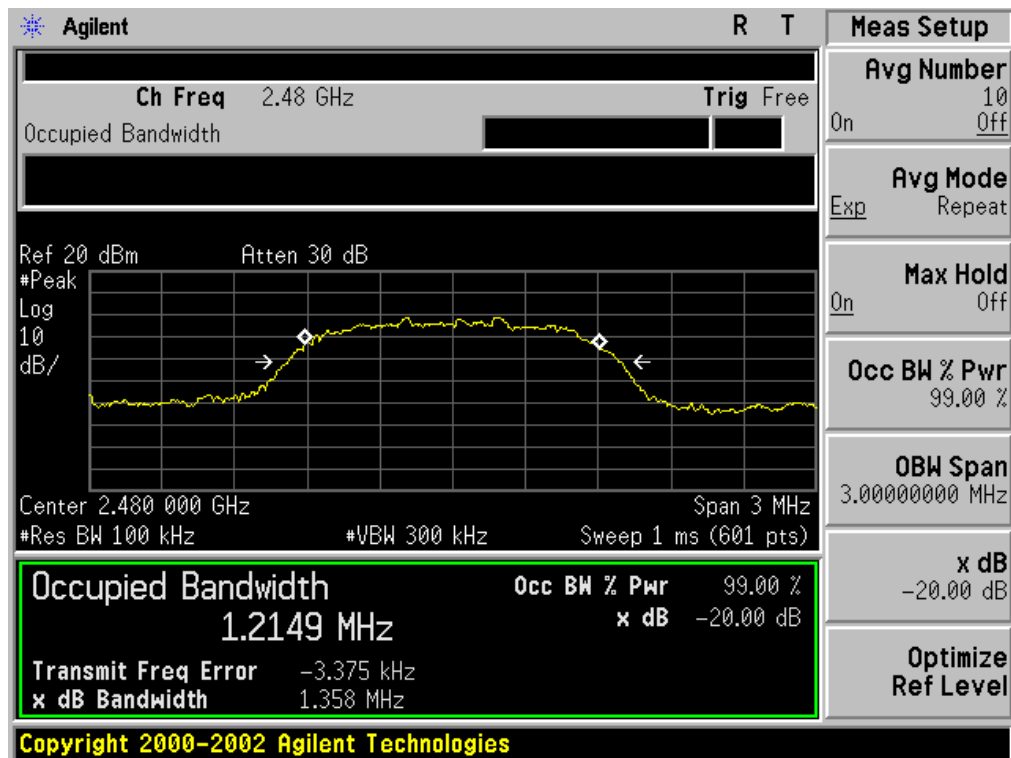 Agilent R T
Ch Freq 2.48 GHz Trig Free
Occupied Bandwidth
Ref 20 dBm Atten 30 dB
#Peak
Log
10
dB/
Center 2.480 000 GHz Span 3 MHz
#Res BW 100 kHz #VBW 300 kHz Sweep 1 ms (601 pts)
Occupied Bandwidth Occ BW % Pwr 99.00 %
1.2149 MHz x dB -20.00 dB
Transmit Freq Error -3.375 kHz
x dB Bandwidth 1.358 MHz
Copyright 2000-2002 Agilent Technologies
Meas Setup
Avg Number
10
On Off
Avg Mode
Exp Repeat
Max Hold
On Off
Occ BW % Pwr
99.00 %
OBW Span
3.00000000 MHz
x dB
-20.00 dB
Optimize
Ref Level